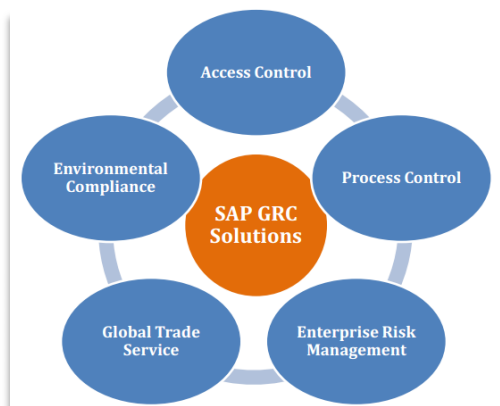 Access Control
Environmental
Compliance
Process Control
SAP GRC
Solutions
Global Trade
Service
Enterprise Risk
Management